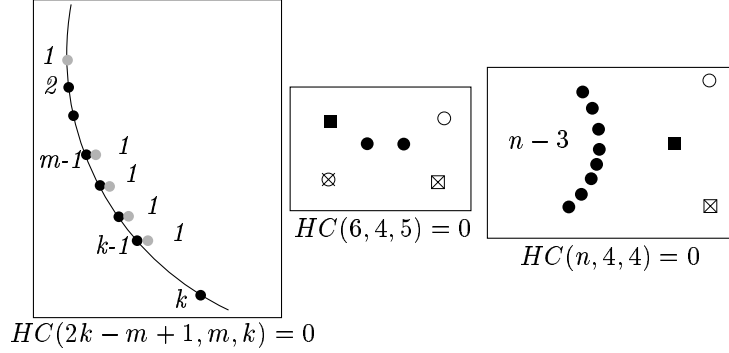 1
2
m-1 1
1
1
k-1 1
k
HC(2k − m + 1, m, k) = 0
HC(6, 4, 5) = 0
n − 3
HC(n, 4, 4) = 0